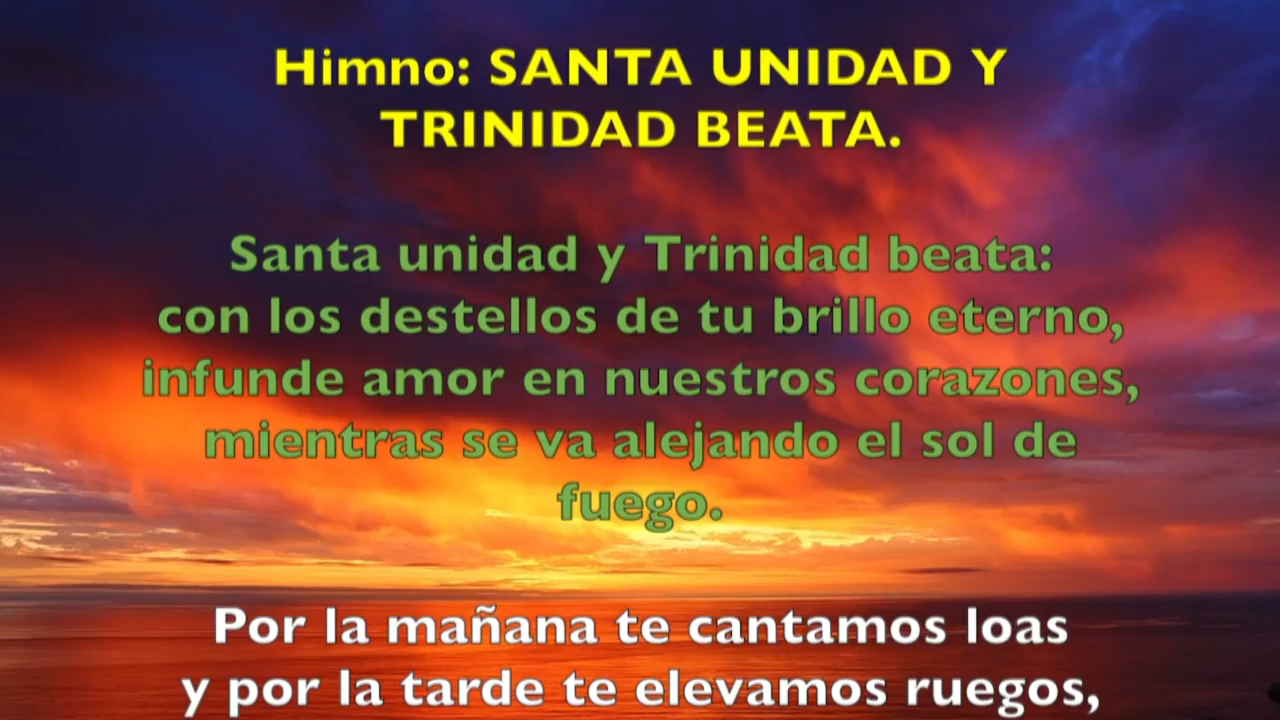 Himno: SANTA UNIDAD Y
TRINIDAD BEATA.
Santa unidad y Trinidad beata:
con los destellos de tu brillo eterno,
infunde amor en nuestros corazones,
mientras se va alejando el sol de
fuego.
Por la mañana te cantamos loas
y por la tarde te elevamos ruegos,